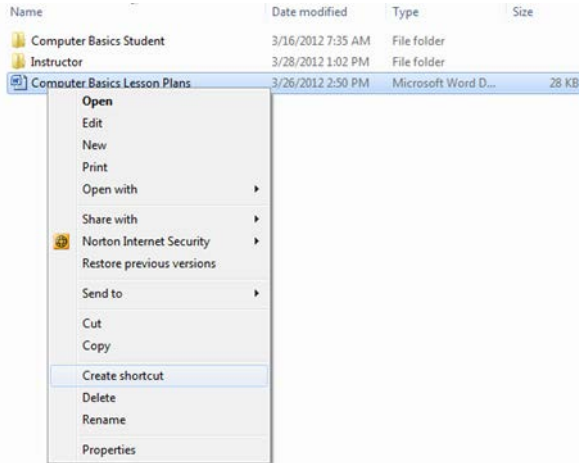 Name Date modified Type Size
Computer Basics Student 3/16/2012 7:35 AM File folder
Instructor 3/28/2012 1:02 PM File folder
Computer Basics Lesson Plans 3/26/2012 2:50 PM Microsoft Word D... 28 KB
Open
Edit
New
Print
Open with
Share with
Norton Internet Security
Restore previous versions
Send to
Cut
Copy
Create shortcut
Delete
Rename
Properties